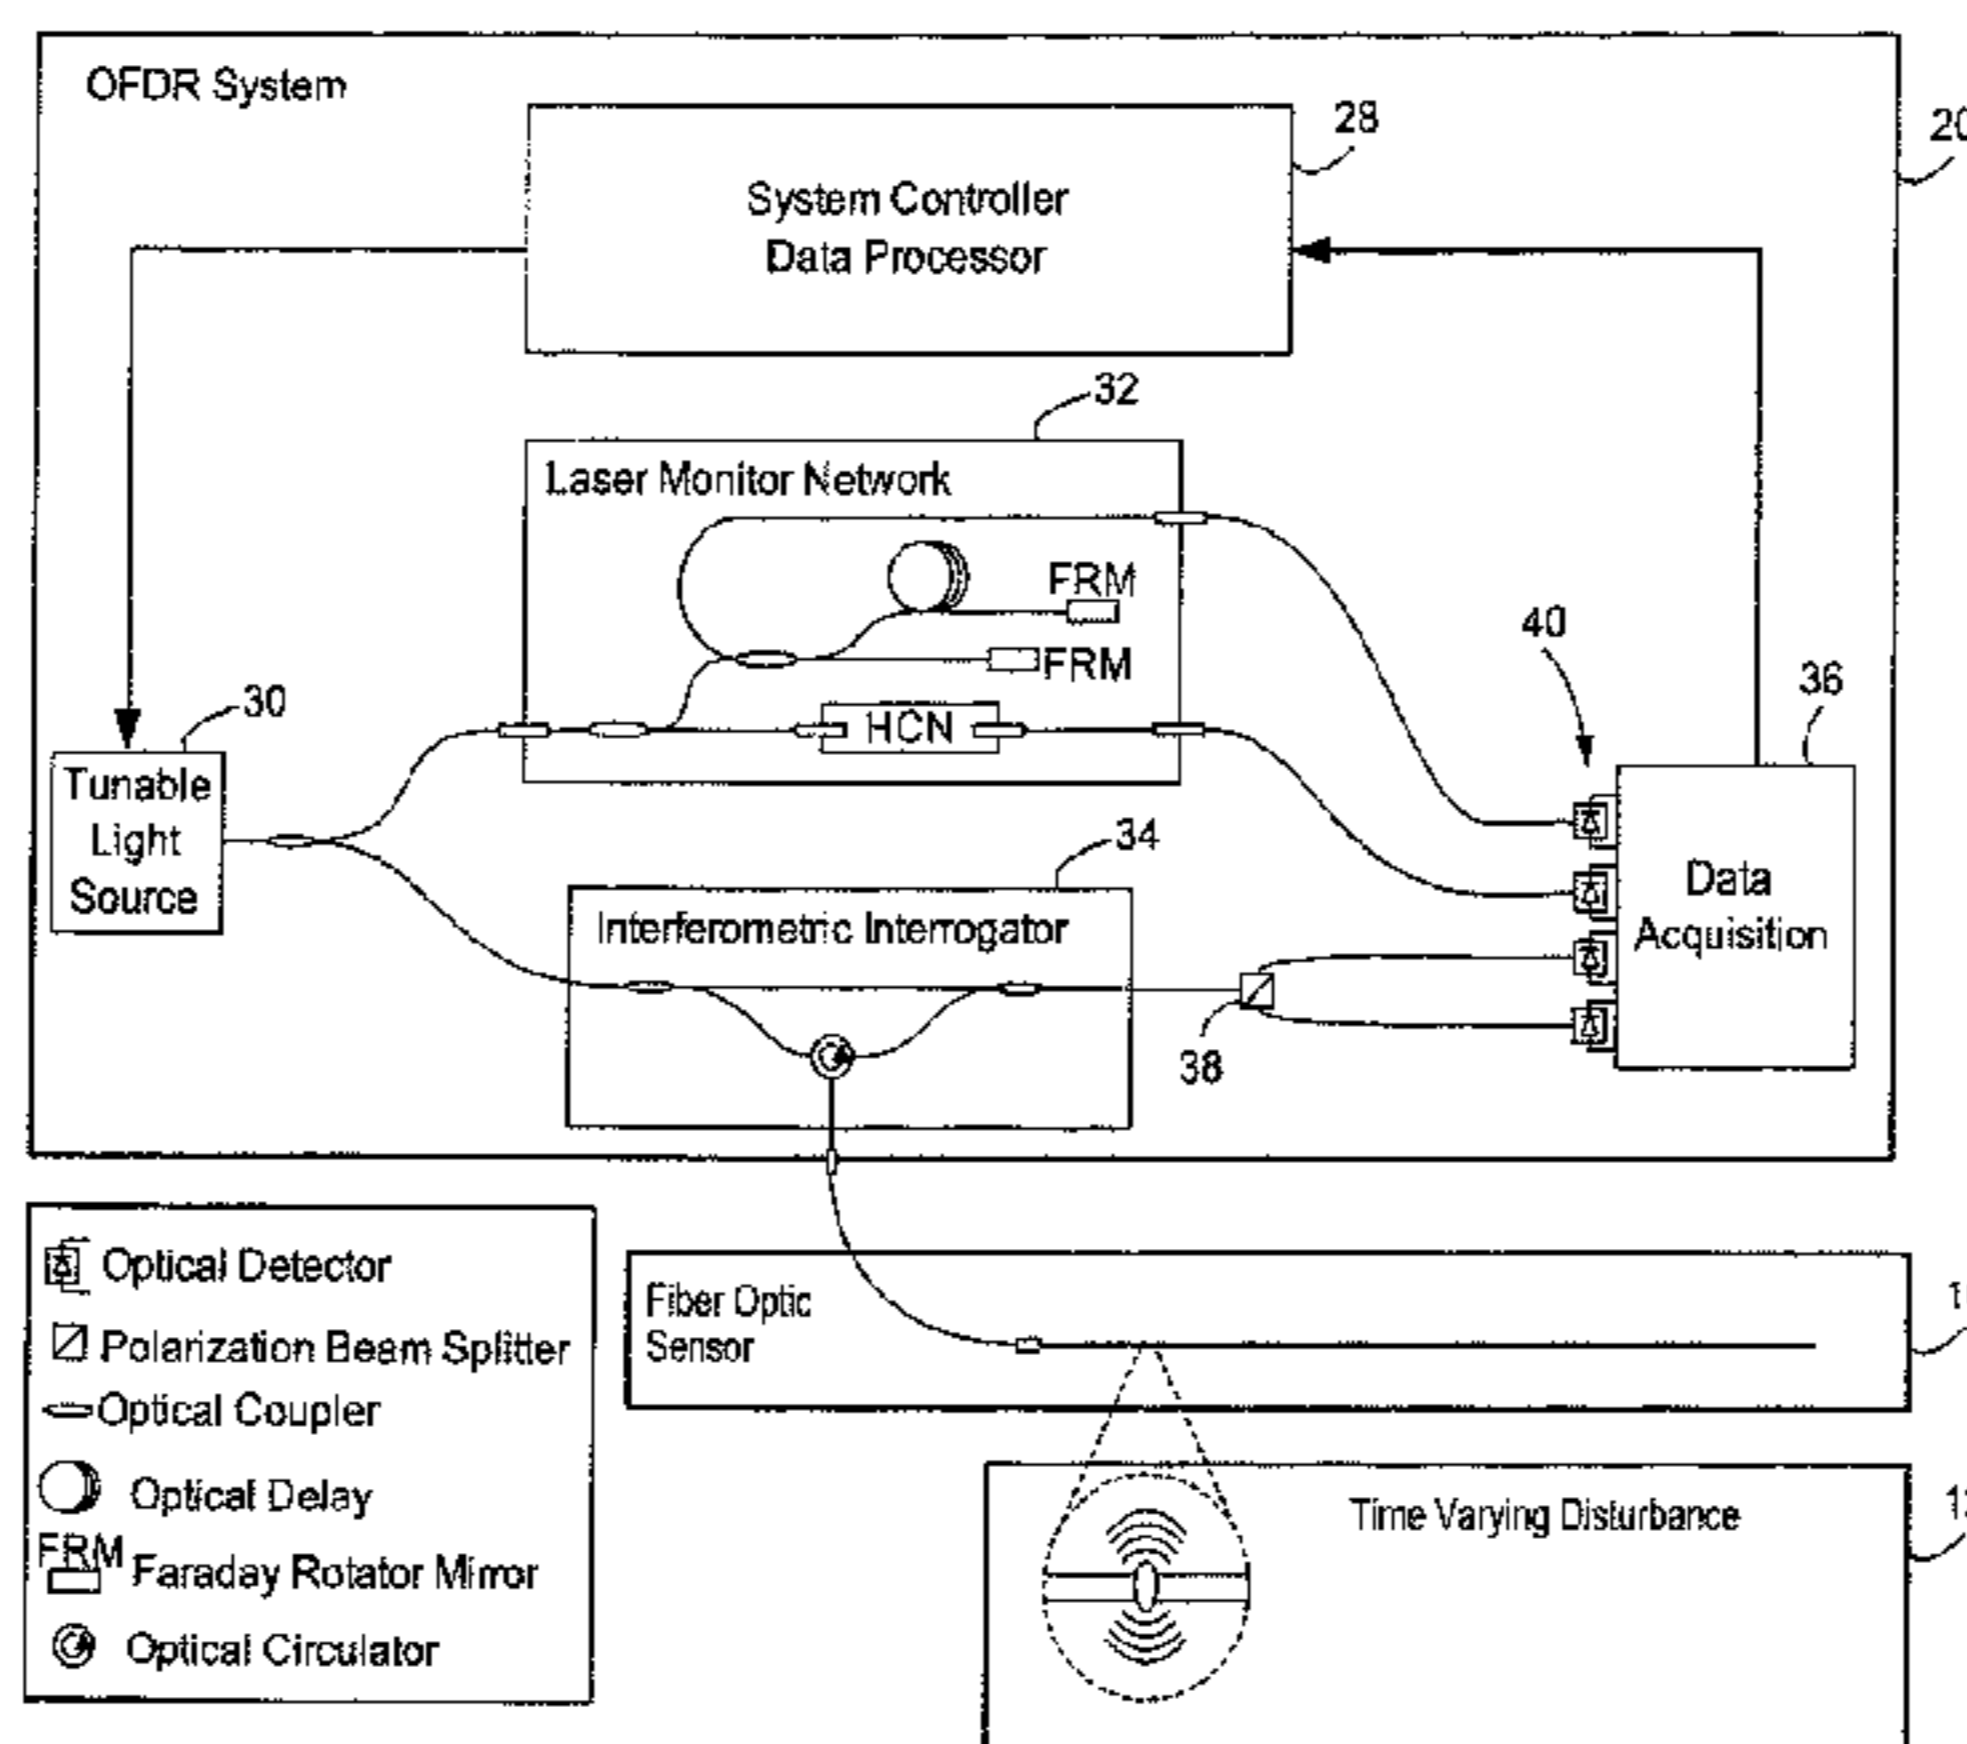 OFDR System
28
20
System Controller
Data Processor
32
Laser Monitor Network
FRM
FRM
HCN
40
36
30
Tunable
Light
Source
34
Interferometric Interrogator
Data
Acquisition
38
Optical Detector
Polarization Beam Splitter
Optical Coupler
Optical Delay
FRM
Faraday Rotator Mirror
Optical Circulator
Fiber Optic
Sensor
Time Varying Disturbance